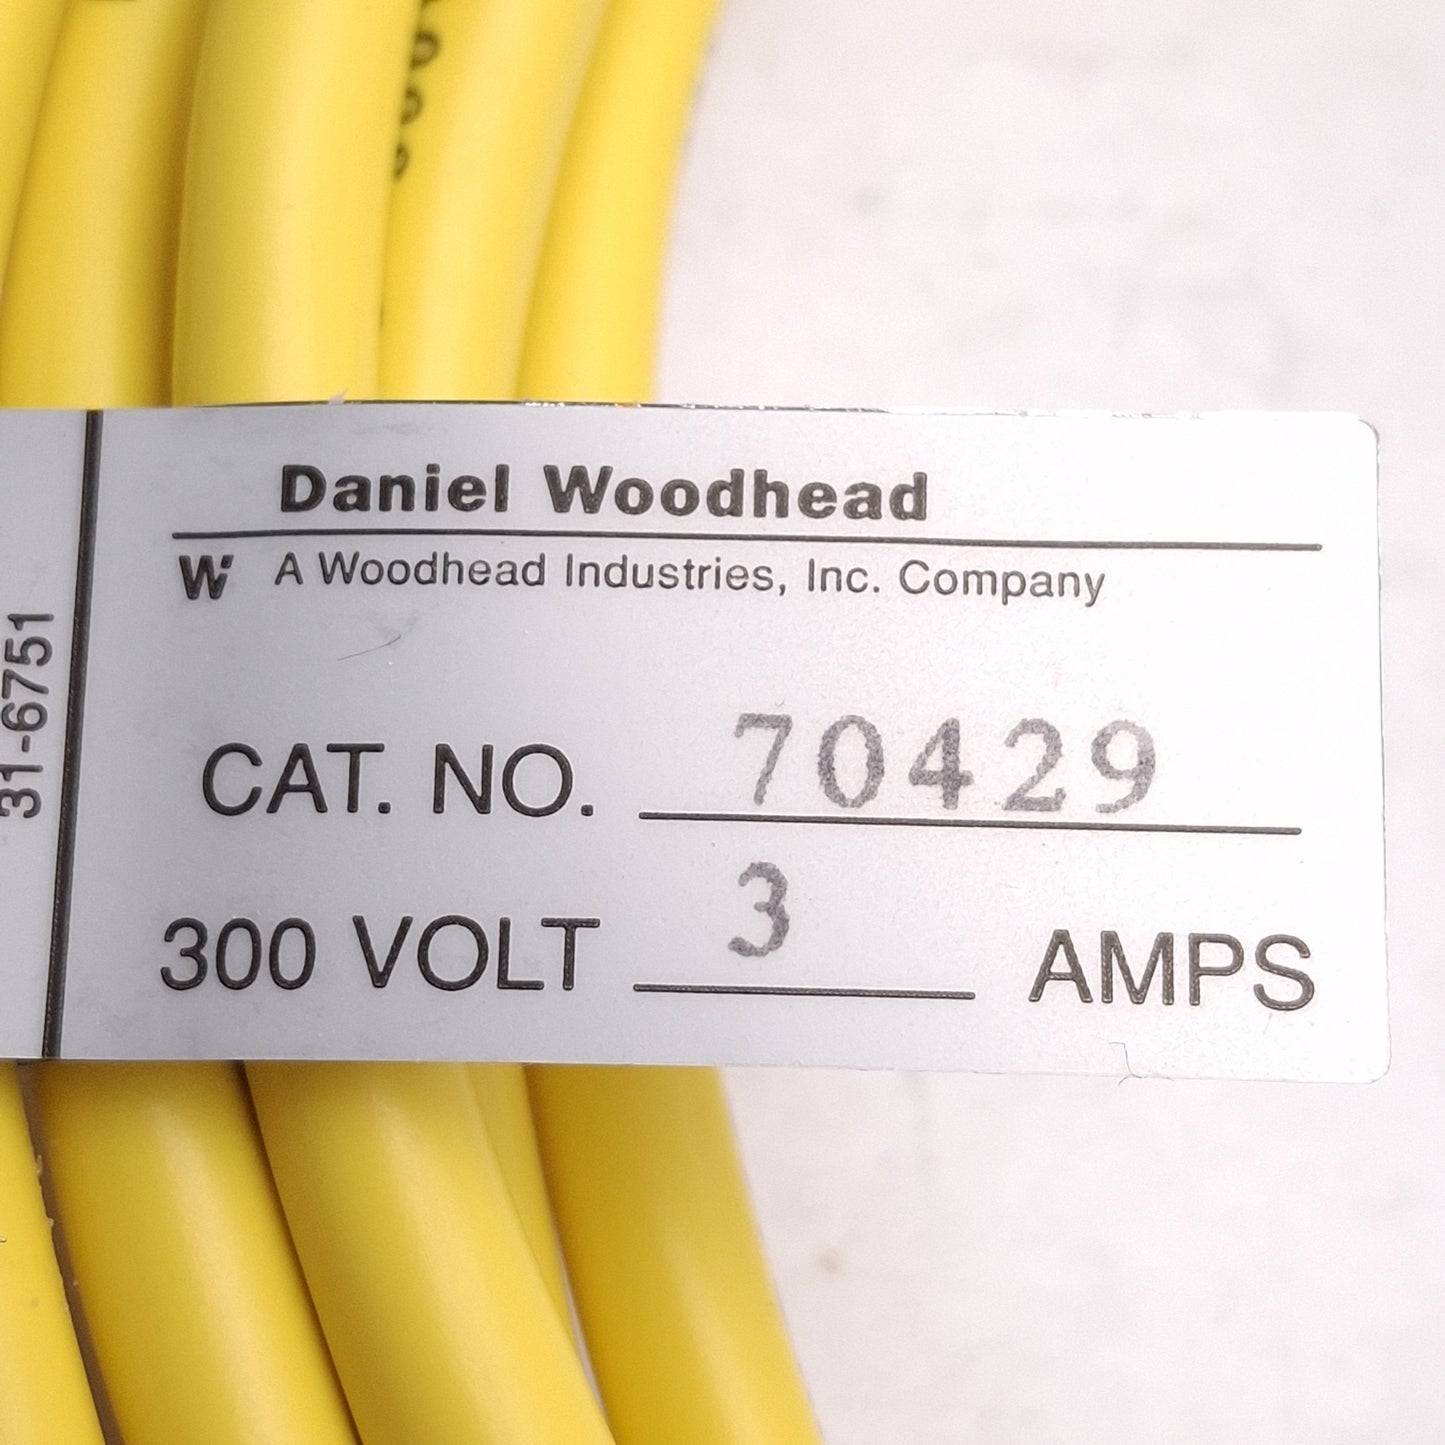 Daniel Woodhead
W A Woodhead Industries, Inc. Company
31-6751
CAT. NO. 70429
300 VOLT 3 AMPS